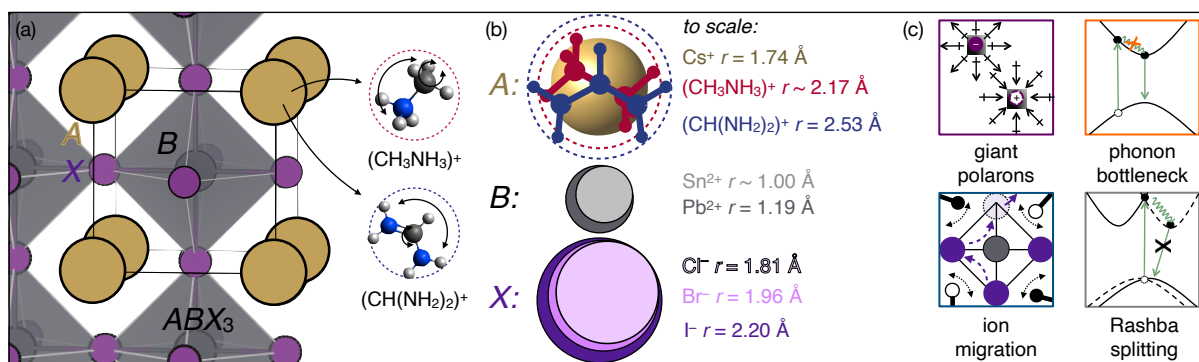 (a)
A
X
B
ABX₃
(CH₃NH₃)⁺
(CH(NH₂)₂)⁺
(b)
to scale:
A:
Cs⁺ r = 1.74 Å
(CH₃NH₃)⁺ r ~ 2.17 Å
(CH(NH₂)₂)⁺ r = 2.53 Å
B:
Sn²⁺ r ~ 1.00 Å
Pb²⁺ r = 1.19 Å
X:
Cl⁻ r = 1.81 Å
Br⁻ r = 1.96 Å
I⁻ r = 2.20 Å
(c)
−
+
giant
polarons
phonon
bottleneck
ion
migration
Rashba
splitting